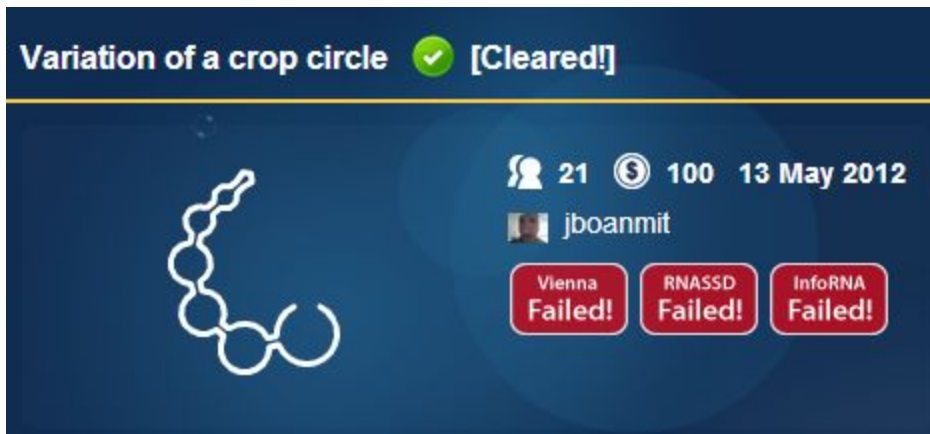 Variation of a crop circle [Cleared!]
21 100 13 May 2012
jboanmit
Vienna RNASSD InfoRNA
Failed! Failed! Failed!